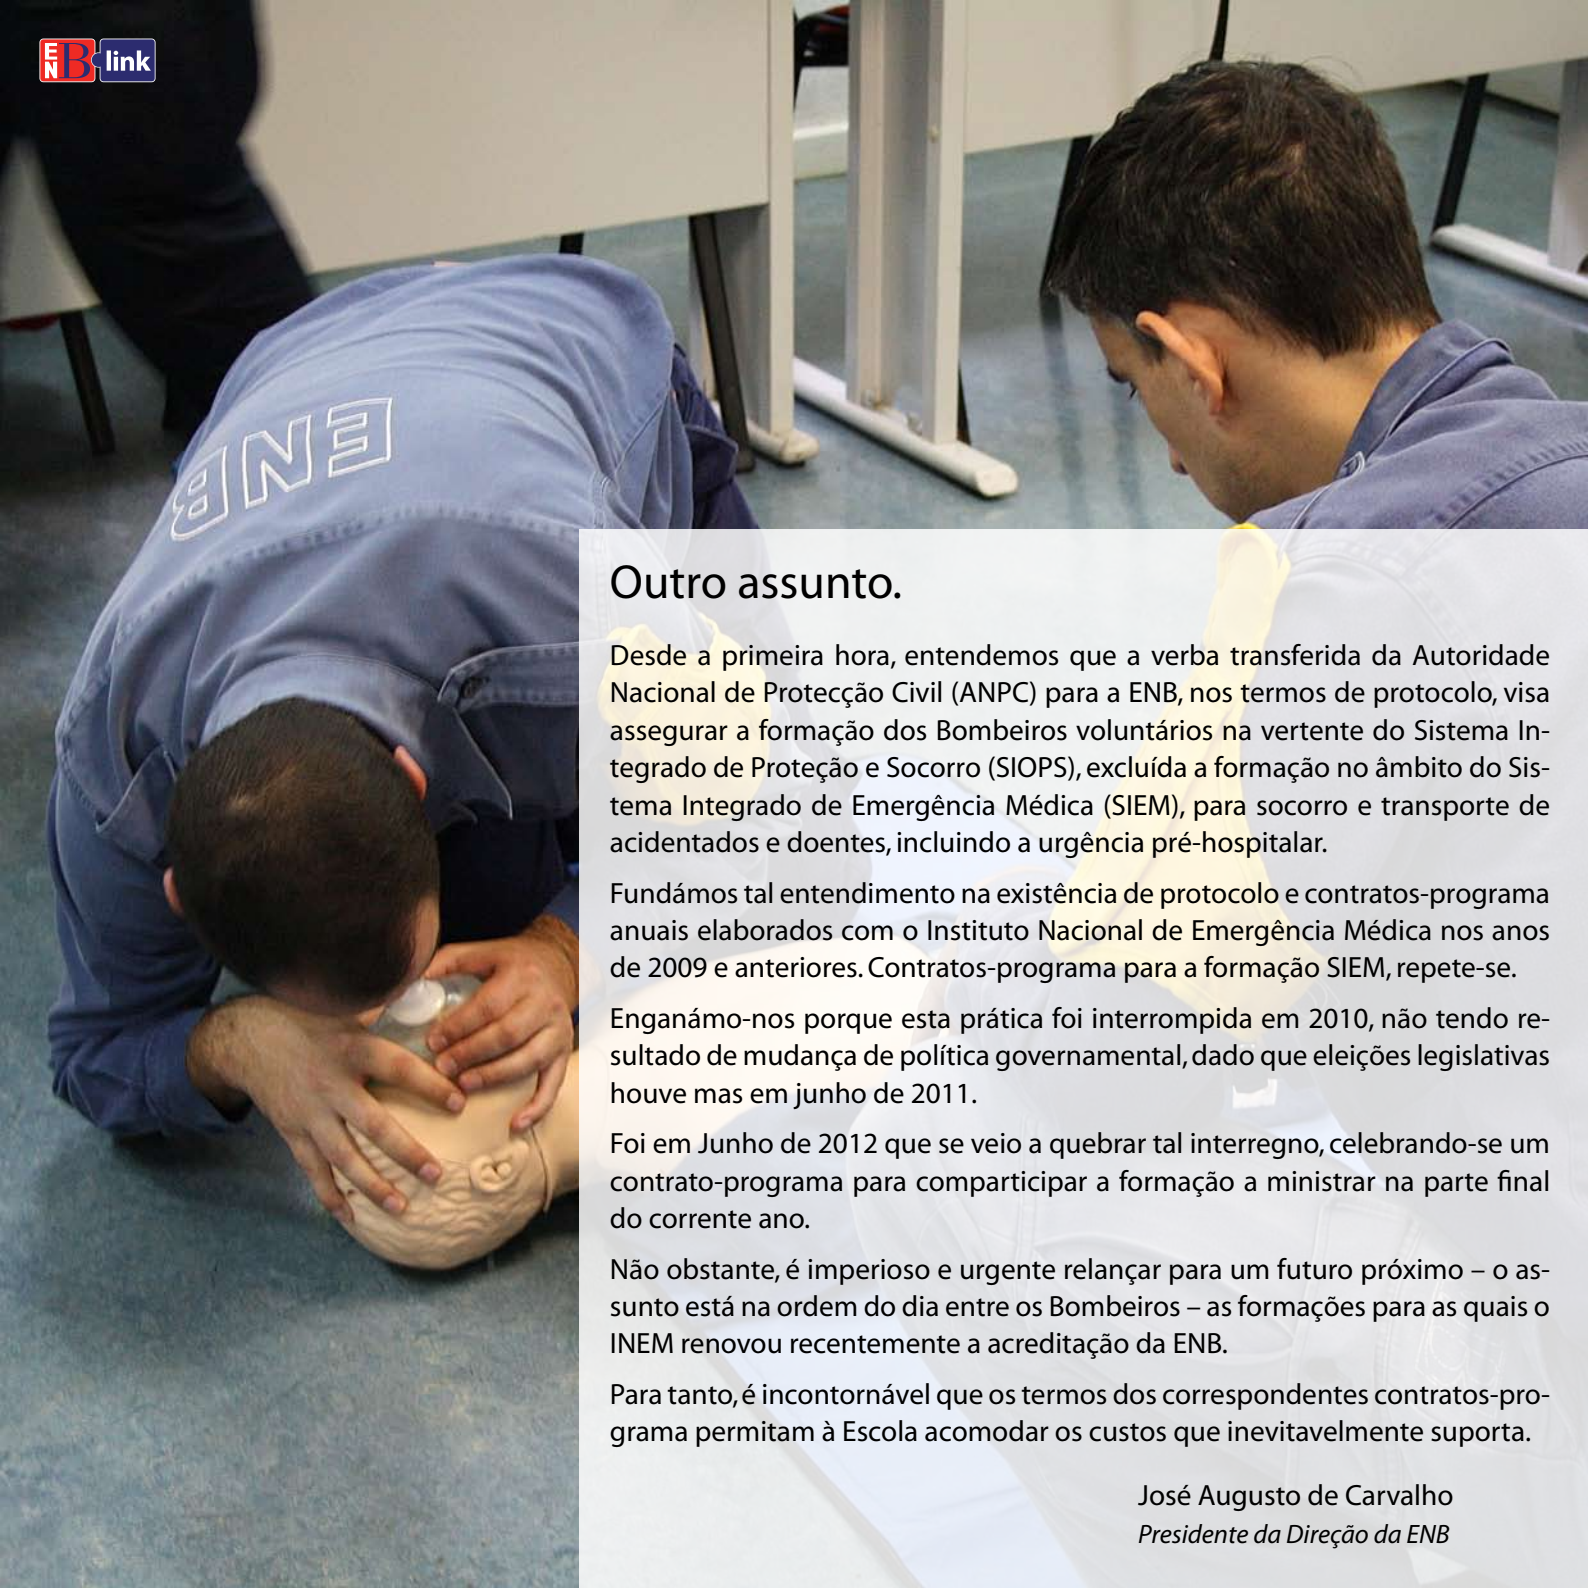 EN B link
ENB
Outro assunto.
Desde a primeira hora, entendemos que a verba transferida da Autoridade
Nacional de Protecção Civil (ANPC) para a ENB, nos termos de protocolo, visa
assegurar a formação dos Bombeiros voluntários na vertente do Sistema In-
tegrado de Proteção e Socorro (SIOPS), excluída a formação no âmbito do Sis-
tema Integrado de Emergência Médica (SIEM), para socorro e transporte de
acidentados e doentes, incluindo a urgência pré-hospitalar.
Fundámos tal entendimento na existência de protocolo e contratos-programa
anuais elaborados com o Instituto Nacional de Emergência Médica nos anos
de 2009 e anteriores. Contratos-programa para a formação SIEM, repete-se.
Enganámo-nos porque esta prática foi interrompida em 2010, não tendo re-
sultado de mudança de política governamental, dado que eleições legislativas
houve mas em junho de 2011.
Foi em Junho de 2012 que se veio a quebrar tal interregno, celebrando-se um
contrato-programa para comparticipar a formação a ministrar na parte final
do corrente ano.
Não obstante, é imperioso e urgente relançar para um futuro próximo – o as-
sunto está na ordem do dia entre os Bombeiros – as formações para as quais o
INEM renovou recentemente a acreditação da ENB.
Para tanto, é incontornável que os termos dos correspondentes contratos-pro-
grama permitam à Escola acomodar os custos que inevitavelmente suporta.
José Augusto de Carvalho
Presidente da Direção da ENB